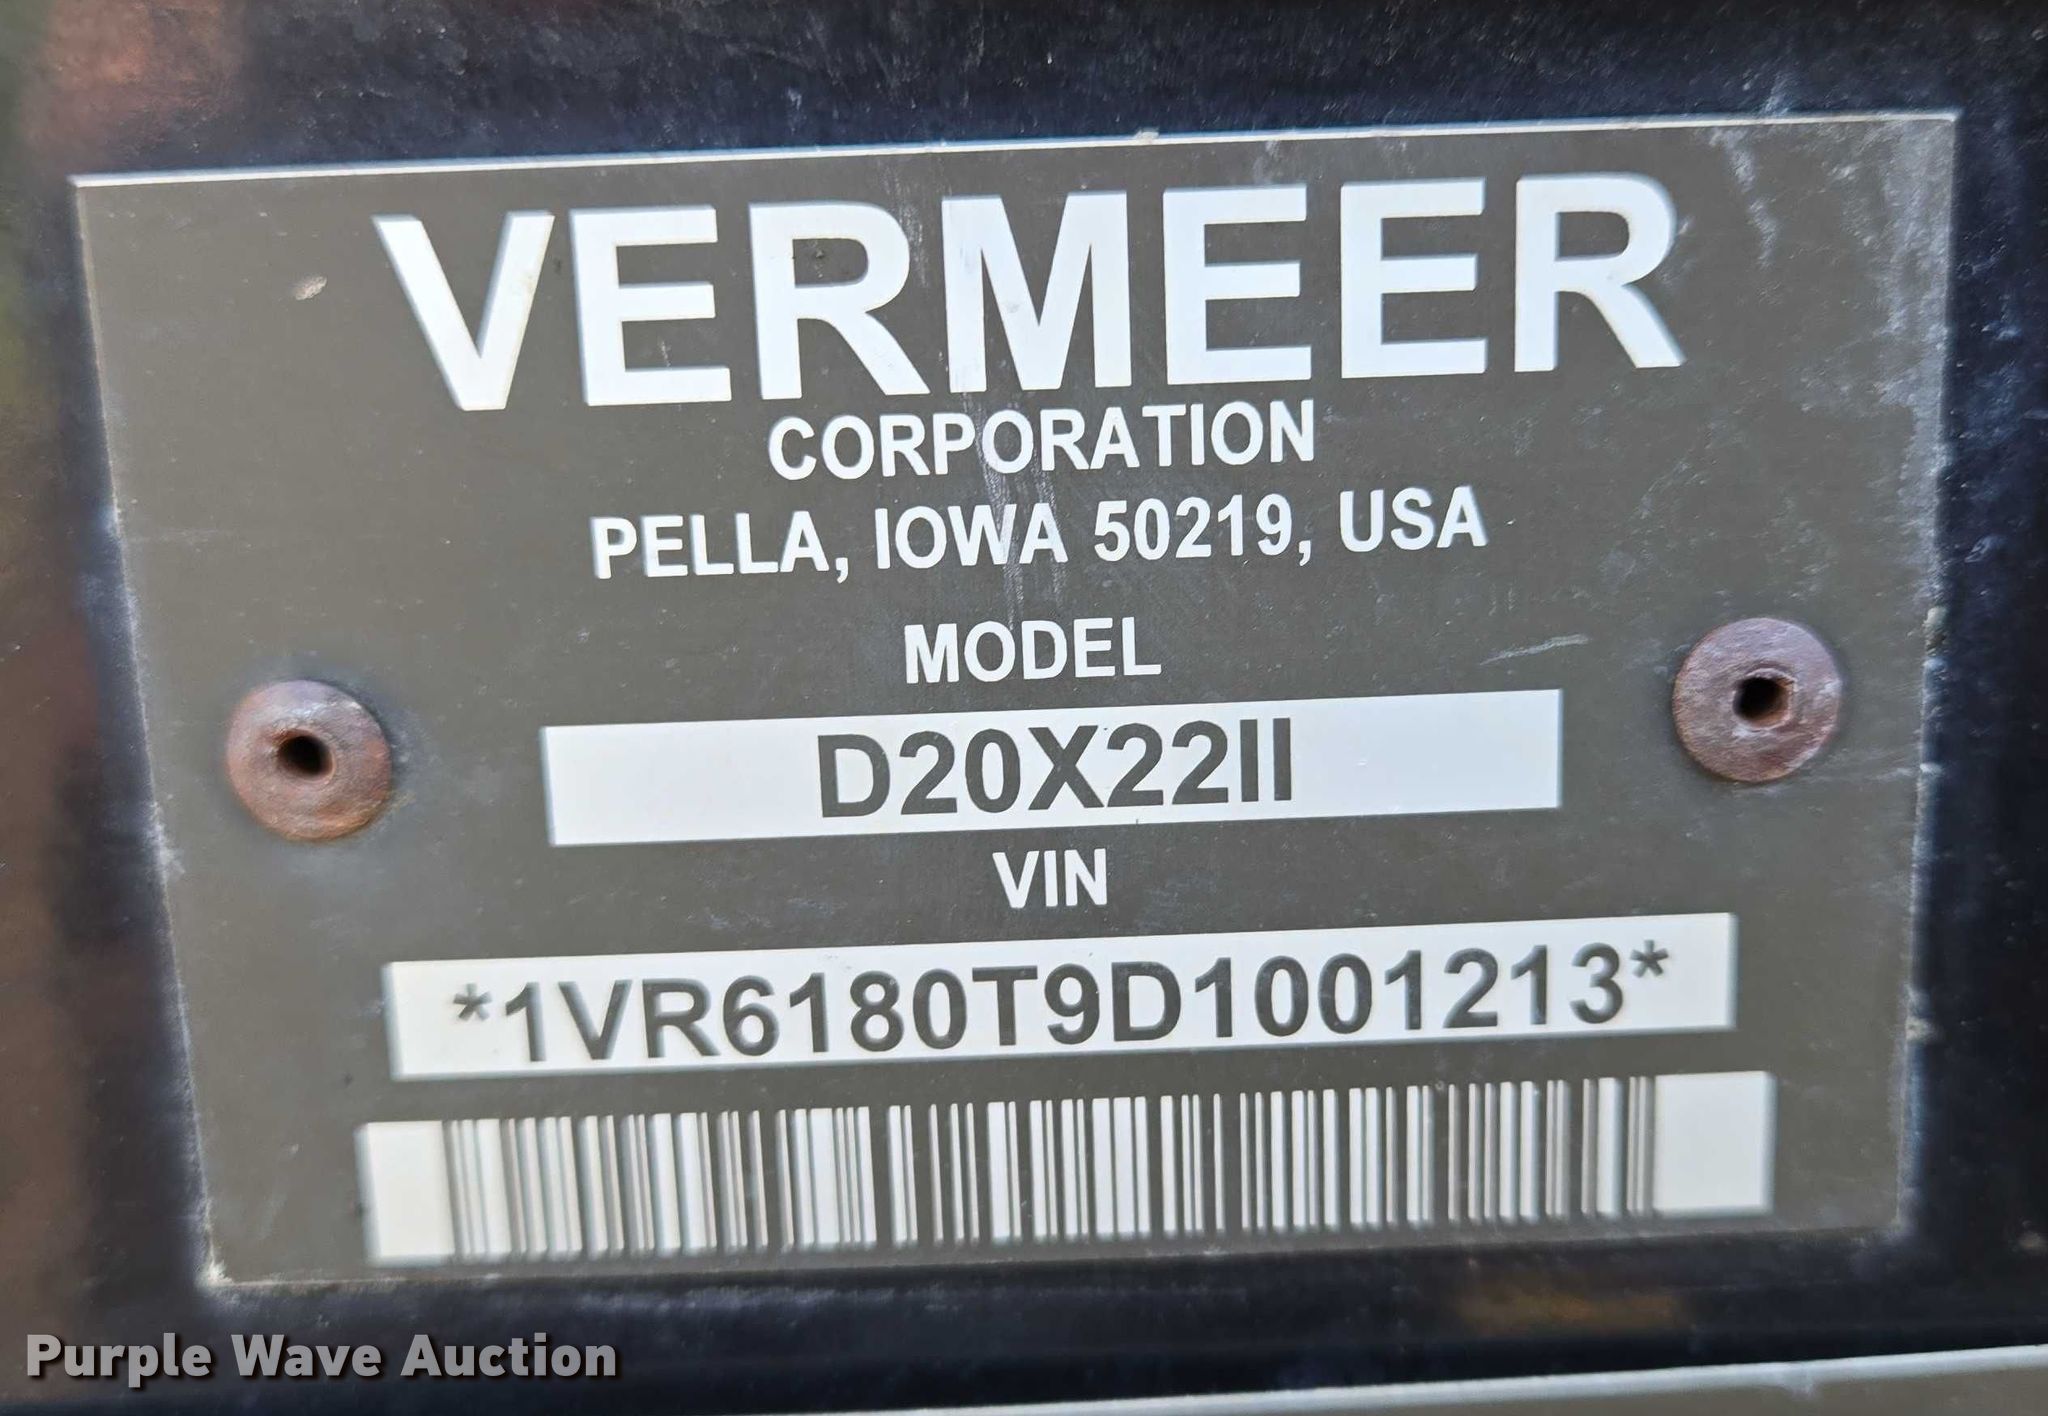 VERMEER
CORPORATION
PELLA, IOWA 50219, USA
MODEL
D20X22II
VIN
*1VR6180T9D1001213*
Purple Wave Auction